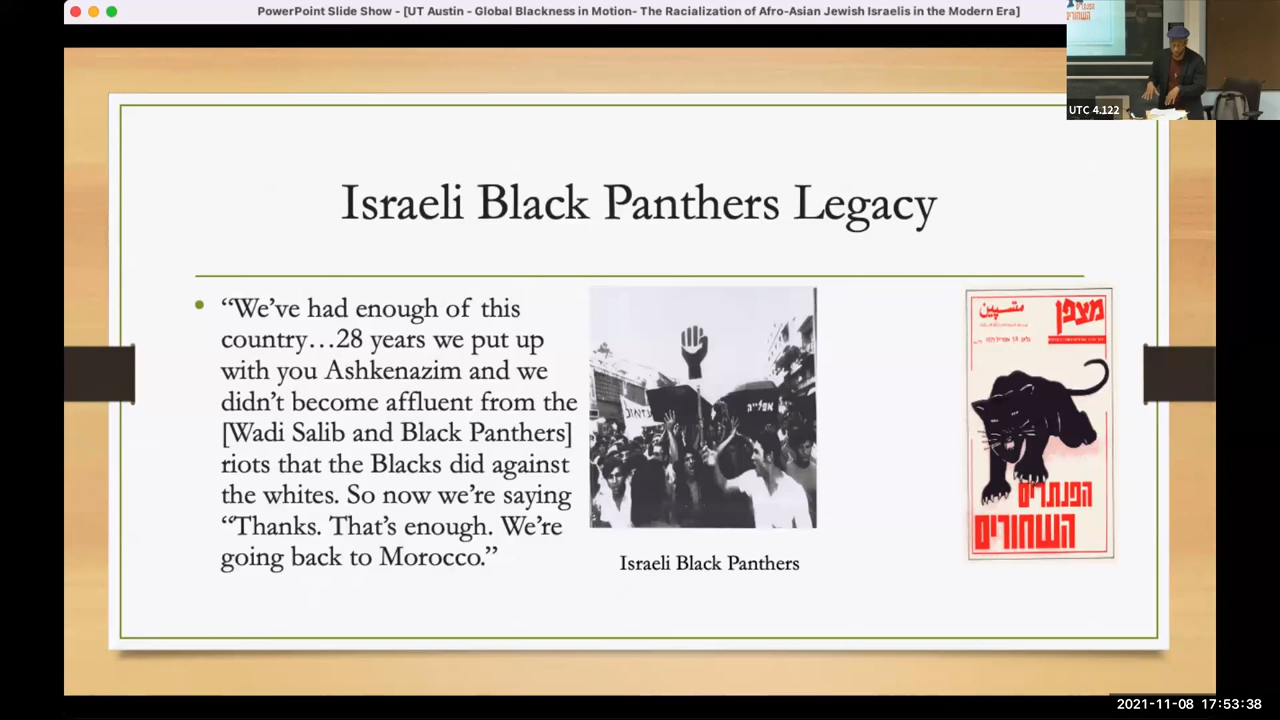 PowerPoint Slide Show - [UT Austin - Global Blackness in Motion- The Racialization of Afro-Asian Jewish Israelis in the Modern Era]
UTC 4.122
Israeli Black Panthers Legacy
“We’ve had enough of this
country…28 years we put up
with you Ashkenazim and we
didn’t become affluent from the
[Wadi Salib and Black Panthers]
riots that the Blacks did against
the whites. So now we’re saying
“Thanks. That’s enough. We’re
going back to Morocco.”
אפלייה
Israeli Black Panthers
متسپين
מצפן
הפנתרים
השחורים
2021-11-08 17:53:38